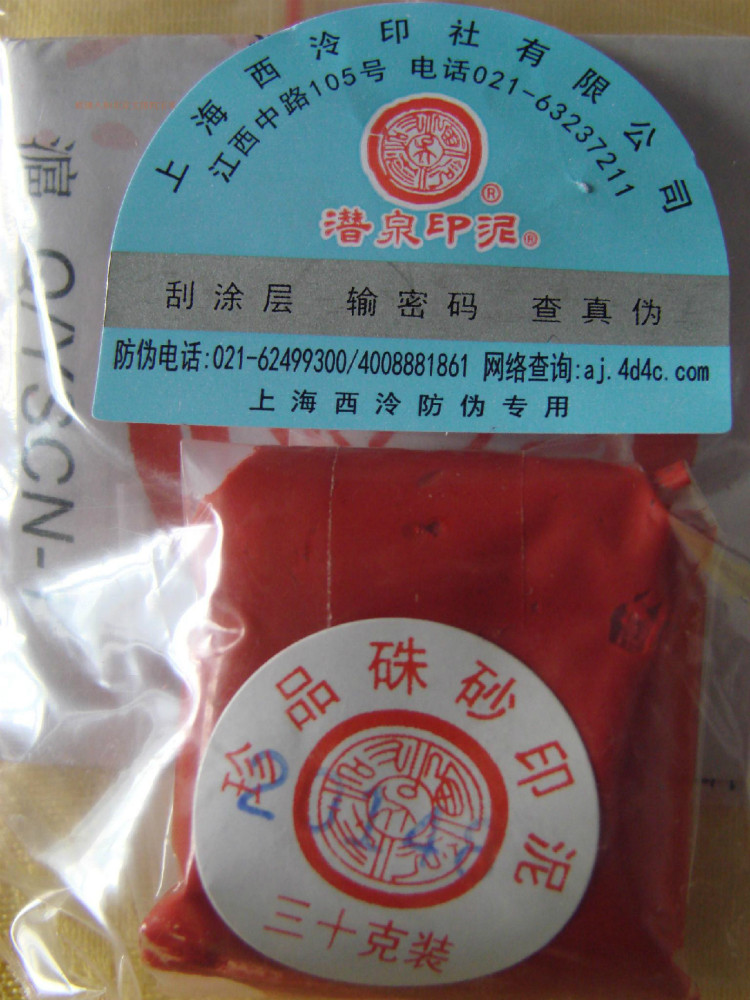 上海西泠印社有限公司
江西中路105号 电话021-63237211
潜泉印泥
刮涂层 输密码 查真伪
防伪电话:021-62499300/4008881861 网络查询:aj.4d4c.com
上海西泠防伪专用
Q/YSCN-
珍品硃砂印泥
三十克装